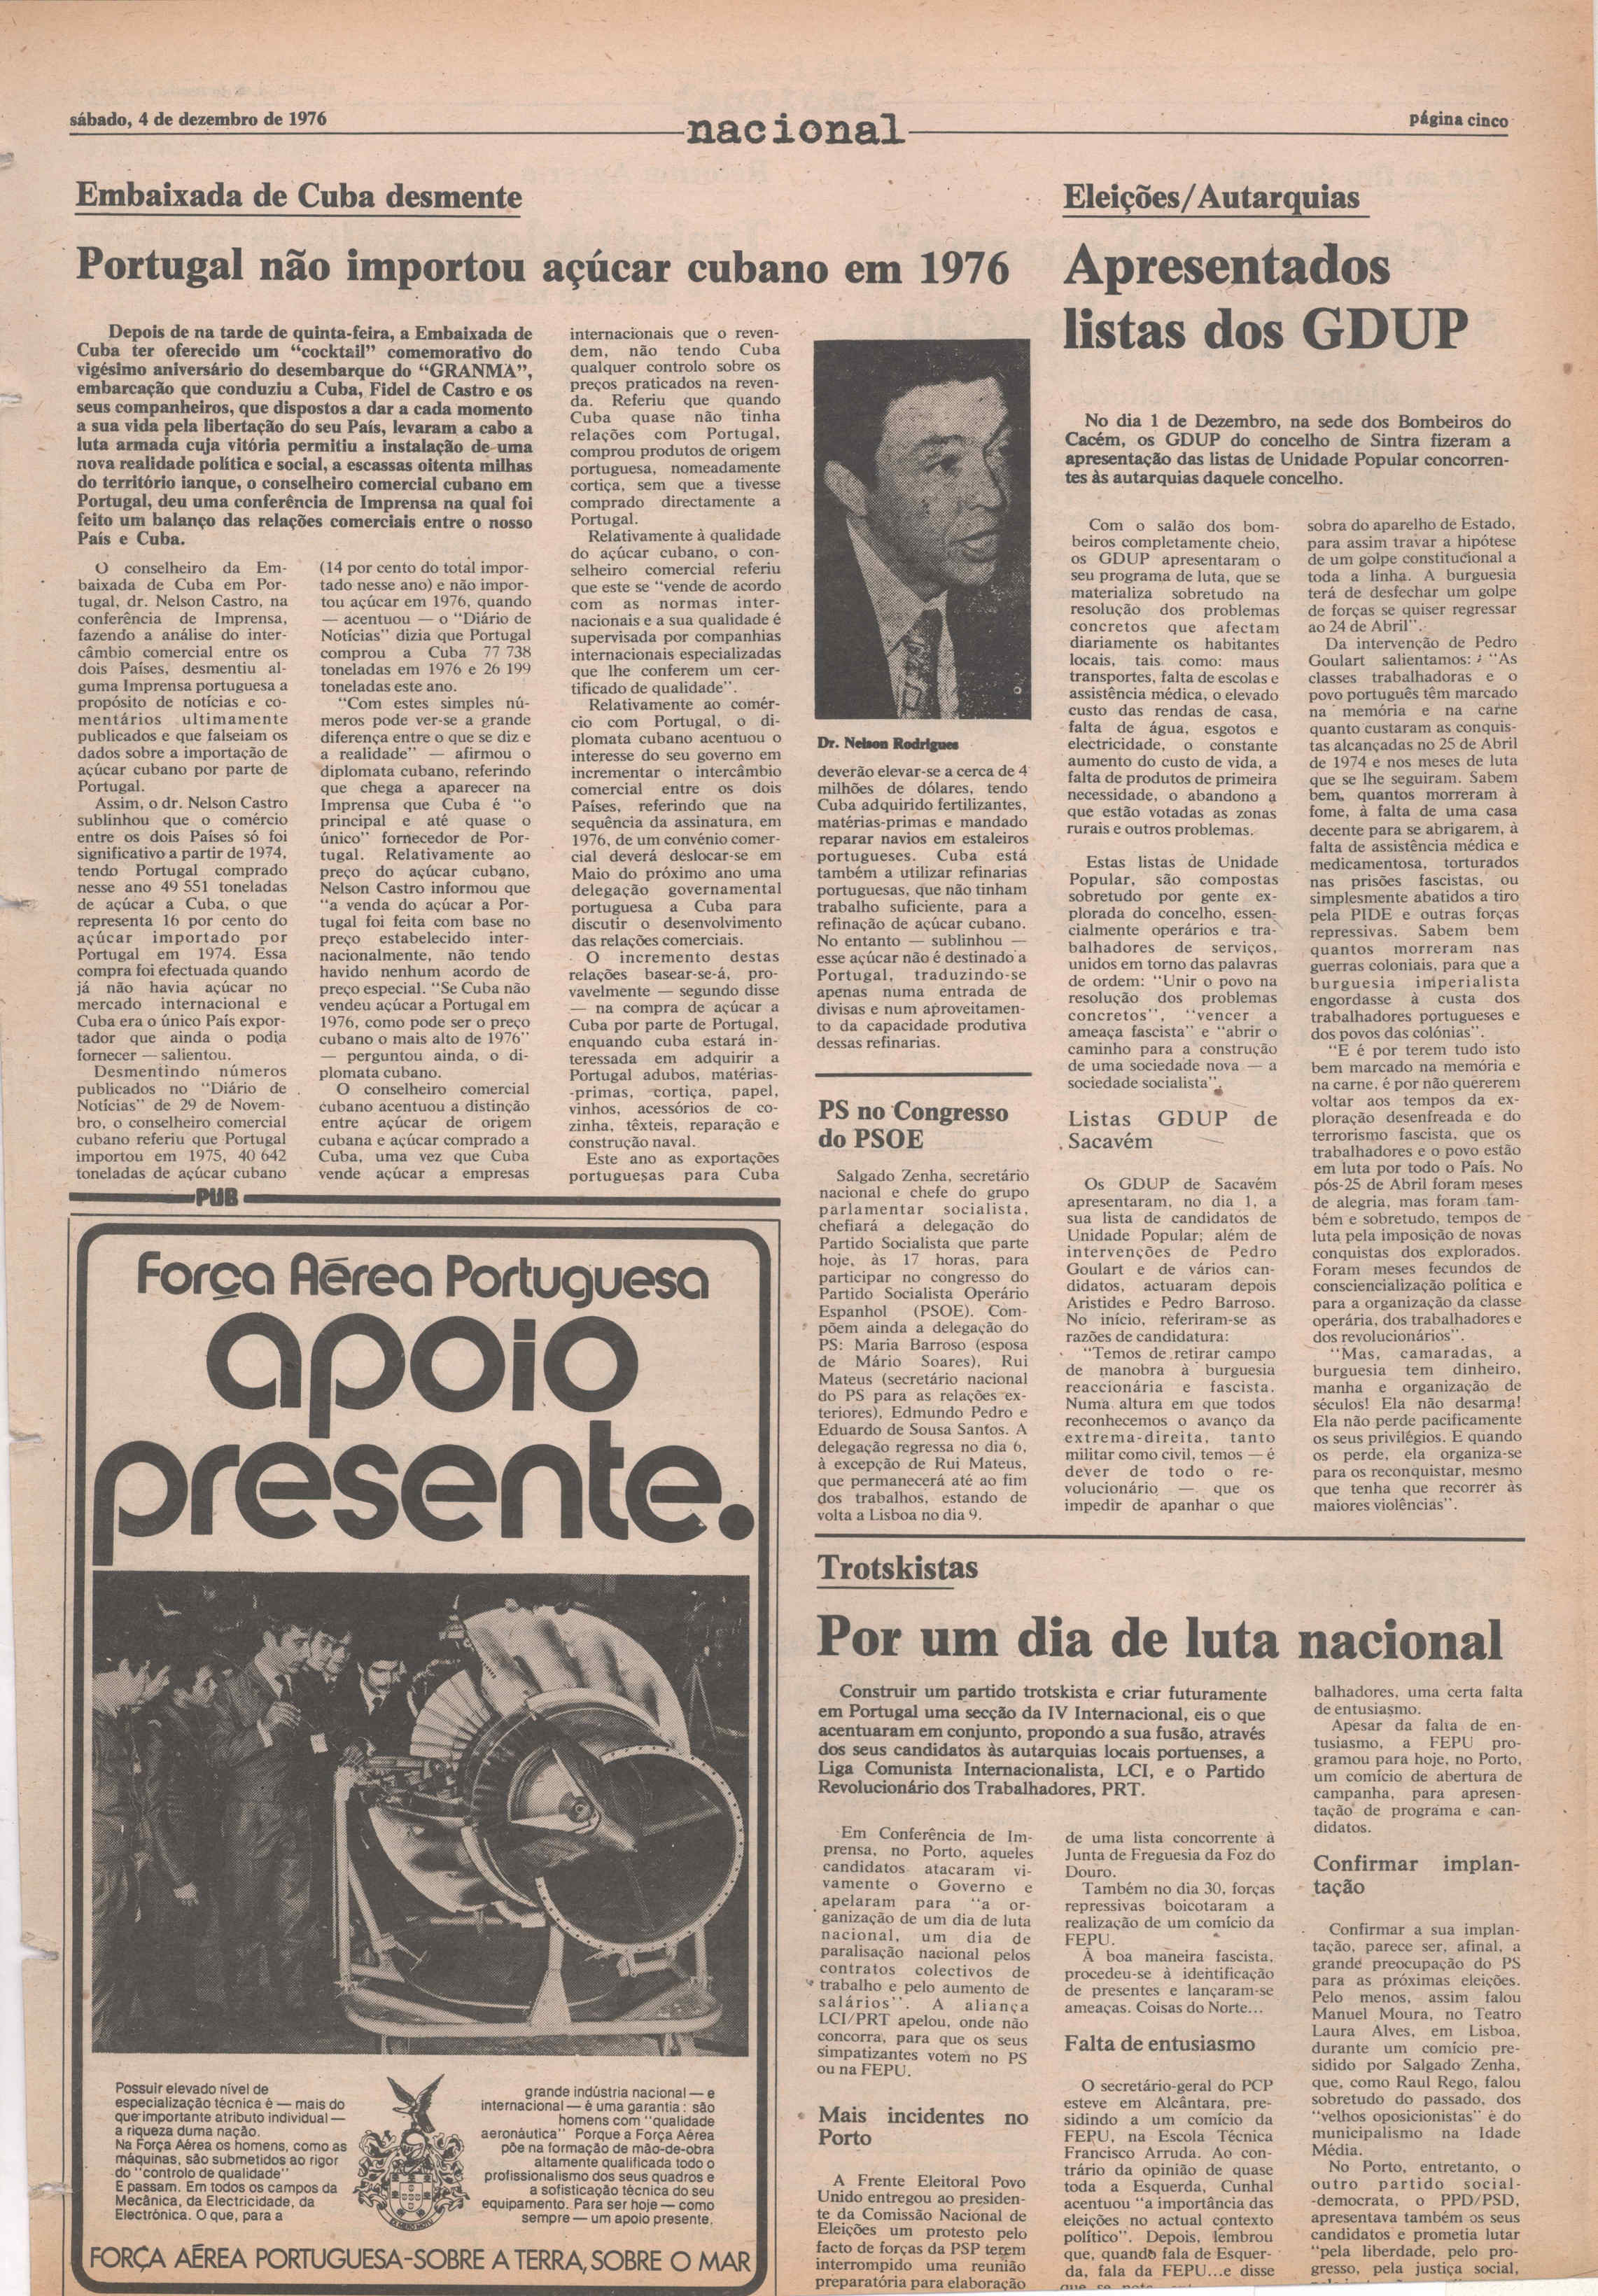 sábado, 4 de dezembro de 1976
nacional
página cinco
Embaixada de Cuba desmente
Portugal não importou açúcar cubano em 1976
Depois de na tarde de quinta-feira, a Embaixada de
Cuba ter oferecido um “cocktail” comemorativo do
vigésimo aniversário do desembarque do “GRANMA”,
embarcação que conduziu a Cuba, Fidel de Castro e os
seus companheiros, que dispostos a dar a cada momento
a sua vida pela libertação do seu País, levaram a cabo a
luta armada cuja vitória permitiu a instalação de uma
nova realidade política e social, a escassas oitenta milhas
do território ianque, o conselheiro comercial cubano em
Portugal, deu uma conferência de Imprensa na qual foi
feito um balanço das relações comerciais entre o nosso
País e Cuba.
O conselheiro da Em-
baixada de Cuba em Por-
tugal, dr. Nelson Castro, na
conferência de Imprensa,
fazendo a análise do inter-
câmbio comercial entre os
dois Países, desmentiu al-
guma Imprensa portuguesa a
propósito de notícias e co-
mentários ultimamente
publicados e que falseiam os
dados sobre a importação de
açúcar cubano por parte de
Portugal.
Assim, o dr. Nelson Castro
sublinhou que o comércio
entre os dois Países só foi
significativo a partir de 1974,
tendo Portugal comprado
nesse ano 49 551 toneladas
de açúcar a Cuba, o que
representa 16 por cento do
açúcar importado por
Portugal em 1974. Essa
compra foi efectuada quando
já não havia açúcar no
mercado internacional e
Cuba era o único País expor-
tador que ainda o podia
fornecer — salientou.
Desmentindo números
publicados no “Diário de
Notícias” de 29 de Novem-
bro, o conselheiro comercial
cubano referiu que Portugal
importou em 1975, 40 642
toneladas de açúcar cubano
(14 por cento do total impor-
tado nesse ano) e não impor-
tou açúcar em 1976, quando
— acentuou — o “Diário de
Notícias” dizia que Portugal
comprou a Cuba 77 738
toneladas em 1976 e 26 199
toneladas este ano.
“Com estes simples nú-
meros pode ver-se a grande
diferença entre o que se diz e
a realidade” — afirmou o
diplomata cubano, referindo
que chega a aparecer na
Imprensa que Cuba é “o
principal e até quase o
único” fornecedor de Por-
tugal. Relativamente ao
preço do açúcar cubano,
Nelson Castro informou que
“a venda do açúcar a Por-
tugal foi feita com base no
preço estabelecido inter-
nacionalmente, não tendo
havido nenhum acordo de
preço especial. “Se Cuba não
vendeu açúcar a Portugal em
1976, como pode ser o preço
cubano o mais alto de 1976”
— perguntou ainda, o di-
plomata cubano.
O conselheiro comercial
cubano acentuou a distinção
entre açúcar de origem
cubana e açúcar comprado a
Cuba, uma vez que Cuba
vende açúcar a empresas
internacionais que o reven-
dem, não tendo Cuba
qualquer controlo sobre os
preços praticados na reven-
da. Referiu que quando
Cuba quase não tinha
relações com Portugal,
comprou produtos de origem
portuguesa, nomeadamente
cortiça, sem que a tivesse
comprado directamente a
Portugal.
Relativamente à qualidade
do açúcar cubano, o con-
selheiro comercial referiu
que este se “vende de acordo
com as normas inter-
nacionais e a sua qualidade é
supervisada por companhias
internacionais especializadas
que lhe conferem um cer-
tificado de qualidade”.
Relativamente ao comér-
cio com Portugal, o di-
plomata cubano acentuou o
interesse do seu governo em
incrementar o intercâmbio
comercial entre os dois
Países, referindo que na
sequência da assinatura, em
1976, de um convénio comer-
cial deverá deslocar-se em
Maio do próximo ano uma
delegação governamental
portuguesa a Cuba para
discutir o desenvolvimento
das relações comerciais.
O incremento destas
relações basear-se-á, pro-
vavelmente — segundo disse
— na compra de açúcar a
Cuba por parte de Portugal,
enquando cuba estará in-
teressada em adquirir a
Portugal adubos, matérias-
-primas, cortiça, papel,
vinhos, acessórios de co-
zinha, têxteis, reparação e
construção naval.
Este ano as exportações
portuguesas para Cuba
Dr. Nelson Rodrigues
deverão elevar-se a cerca de 4
milhões de dólares, tendo
Cuba adquirido fertilizantes,
matérias-primas e mandado
reparar navios em estaleiros
portugueses. Cuba está
também a utilizar refinarias
portuguesas, que não tinham
trabalho suficiente, para a
refinação de açúcar cubano.
No entanto — sublinhou —
esse açúcar não é destinado a
Portugal, traduzindo-se
apenas numa entrada de
divisas e num aproveitamen-
to da capacidade produtiva
dessas refinarias.
PS no Congresso
do PSOE
Salgado Zenha, secretário
nacional e chefe do grupo
parlamentar socialista,
chefiará a delegação do
Partido Socialista que parte
hoje, às 17 horas, para
participar no congresso do
Partido Socialista Operário
Espanhol (PSOE). Com-
põem ainda a delegação do
PS: Maria Barroso (esposa
de Mário Soares), Rui
Mateus (secretário nacional
do PS para as relações ex-
teriores), Edmundo Pedro e
Eduardo de Sousa Santos. A
delegação regressa no dia 6,
à excepção de Rui Mateus,
que permanecerá até ao fim
dos trabalhos, estando de
volta a Lisboa no dia 9.
Eleições/Autarquias
Apresentados
listas dos GDUP
No dia 1 de Dezembro, na sede dos Bombeiros do
Cacém, os GDUP do concelho de Sintra fizeram a
apresentação das listas de Unidade Popular concorren-
tes às autarquias daquele concelho.
Com o salão dos bom-
beiros completamente cheio,
os GDUP apresentaram o
seu programa de luta, que se
materializa sobretudo na
resolução dos problemas
concretos que afectam
diariamente os habitantes
locais, tais como: maus
transportes, falta de escolas e
assistência médica, o elevado
custo das rendas de casa,
falta de água, esgotos e
electricidade, o constante
aumento do custo de vida, a
falta de produtos de primeira
necessidade, o abandono a
que estão votadas as zonas
rurais e outros problemas.
Estas listas de Unidade
Popular, são compostas
sobretudo por gente ex-
plorada do concelho, essen-
cialmente operários e tra-
balhadores de serviços,
unidos em torno das palavras
de ordem: “Unir o povo na
resolução dos problemas
concretos”, “vencer a
ameaça fascista” e “abrir o
caminho para a construção
de uma sociedade nova — a
sociedade socialista”.
Listas GDUP de
Sacavém
Os GDUP de Sacavém
apresentaram, no dia 1, a
sua lista de candidatos de
Unidade Popular; além de
intervenções de Pedro
Goulart e de vários can-
didatos, actuaram depois
Aristides e Pedro Barroso.
No início, referiram-se as
razões de candidatura:
“Temos de retirar campo
de manobra à burguesia
reaccionária e fascista.
Numa altura em que todos
reconhecemos o avanço da
extrema-direita, tanto
militar como civil, temos — é
dever de todo o re-
volucionário — que os
impedir de apanhar o que
sobra do aparelho de Estado,
para assim travar a hipótese
de um golpe constitucional a
toda a linha. A burguesia
terá de desfechar um golpe
de forças se quiser regressar
ao 24 de Abril”.
Da intervenção de Pedro
Goulart salientamos: “As
classes trabalhadoras e o
povo português têm marcado
na memória e na carne
quanto custaram as conquis-
tas alcançadas no 25 de Abril
de 1974 e nos meses de luta
que se lhe seguiram. Sabem
bem, quantos morreram à
fome, à falta de uma casa
decente para se abrigarem, à
falta de assistência médica e
medicamentosa, torturados
nas prisões fascistas, ou
simplesmente abatidos a tiro
pela PIDE e outras forças
repressivas. Sabem bem
quantos morreram nas
guerras coloniais, para que a
burguesia imperialista
engordasse à custa dos
trabalhadores portugueses e
dos povos das colónias”.
“E é por terem tudo isto
bem marcado na memória e
na carne, é por não quererem
voltar aos tempos da ex-
ploração desenfreada e do
terrorismo fascista, que os
trabalhadores e o povo estão
em luta por todo o País. No
pós-25 de Abril foram meses
de alegria, mas foram tam-
bém e sobretudo, tempos de
luta pela imposição de novas
conquistas dos explorados.
Foram meses fecundos de
consciencialização política e
para a organização da classe
operária, dos trabalhadores e
dos revolucionários”.
“Mas, camaradas, a
burguesia tem dinheiro,
manha e organização de
séculos! Ela não desarma!
Ela não perde pacificamente
os seus privilégios. E quando
os perde, ela organiza-se
para os reconquistar, mesmo
que tenha que recorrer às
maiores violências”.
PUB
Força Aérea Portuguesa
apoio
presente.
Possuir elevado nível de
especialização técnica é — mais do
que importante atributo individual —
a riqueza duma nação.
Na Força Aérea os homens, como as
máquinas, são submetidos ao rigor
do “controlo de qualidade”
E passam. Em todos os campos da
Mecânica, da Electricidade, da
Electrónica. O que, para a
grande indústria nacional — e
internacional — é uma garantia: são
homens com “qualidade
aeronáutica” Porque a Força Aérea
põe na formação de mão-de-obra
altamente qualificada todo o
profissionalismo dos seus quadros e
a sofisticação técnica do seu
equipamento. Para ser hoje — como
sempre — um apoio presente.
EX MERO MOTU
FORÇA AÉREA PORTUGUESA-SOBRE A TERRA, SOBRE O MAR
Trotskistas
Por um dia de luta nacional
Construir um partido trotskista e criar futuramente
em Portugal uma secção da IV Internacional, eis o que
acentuaram em conjunto, propondo a sua fusão, através
dos seus candidatos às autarquias locais portuenses, a
Liga Comunista Internacionalista, LCI, e o Partido
Revolucionário dos Trabalhadores, PRT.
Em Conferência de Im-
prensa, no Porto, aqueles
candidatos atacaram vi-
vamente o Governo e
apelaram para “a or-
ganização de um dia de luta
nacional, um dia de
paralisação nacional pelos
contratos colectivos de
trabalho e pelo aumento de
salários”. A aliança
LCI/PRT apelou, onde não
concorra, para que os seus
simpatizantes votem no PS
ou na FEPU.
Mais incidentes no
Porto
A Frente Eleitoral Povo
Unido entregou ao presiden-
te da Comissão Nacional de
Eleições um protesto pelo
facto de forças da PSP terem
interrompido uma reunião
preparatória para elaboração
de uma lista concorrente à
Junta de Freguesia da Foz do
Douro.
Também no dia 30, forças
repressivas boicotaram a
realização de um comício da
FEPU.
À boa maneira fascista,
procedeu-se à identificação
de presentes e lançaram-se
ameaças. Coisas do Norte...
Falta de entusiasmo
O secretário-geral do PCP
esteve em Alcântara, pre-
sidindo a um comício da
FEPU, na Escola Técnica
Francisco Arruda. Ao con-
trário da opinião de quase
toda a Esquerda, Cunhal
acentuou “a importância das
eleições no actual contexto
político”. Depois, lembrou
que, quando fala de Esquer-
da, fala da FEPU...e disse
que se nota
balhadores, uma certa falta
de entusiasmo.
Apesar da falta de en-
tusiasmo, a FEPU pro-
gramou para hoje, no Porto,
um comício de abertura de
campanha, para apresen-
tação de programa e can-
didatos.
Confirmar implan-
tação
Confirmar a sua implan-
tação, parece ser, afinal, a
grande preocupação do PS
para as próximas eleições.
Pelo menos, assim falou
Manuel Moura, no Teatro
Laura Alves, em Lisboa,
durante um comício pre-
sidido por Salgado Zenha,
que, como Raul Rego, falou
sobretudo do passado, dos
“velhos oposicionistas” é do
municipalismo na Idade
Média.
No Porto, entretanto, o
outro partido social-
-democrata, o PPD/PSD,
apresentava também os seus
candidatos e prometia lutar
“pela liberdade, pelo pro-
gresso, pela justiça social,